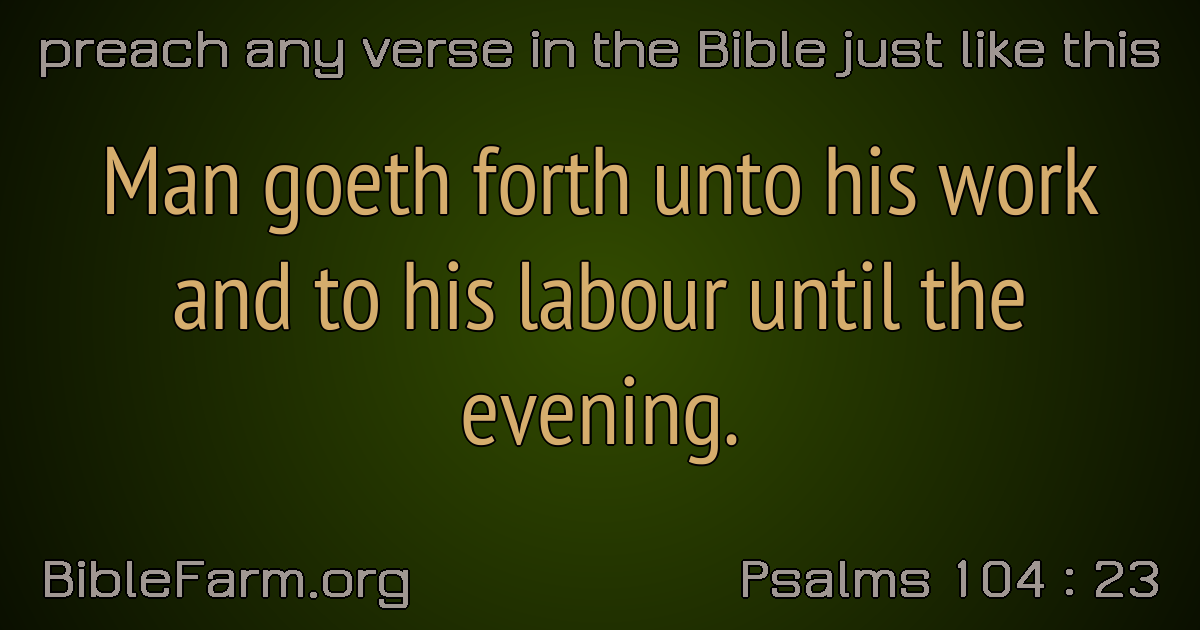 preach any verse in the Bible just like this
Man goeth forth unto his work
and to his labour until the
evening.
BibleFarm.org
Psalms 104 : 23